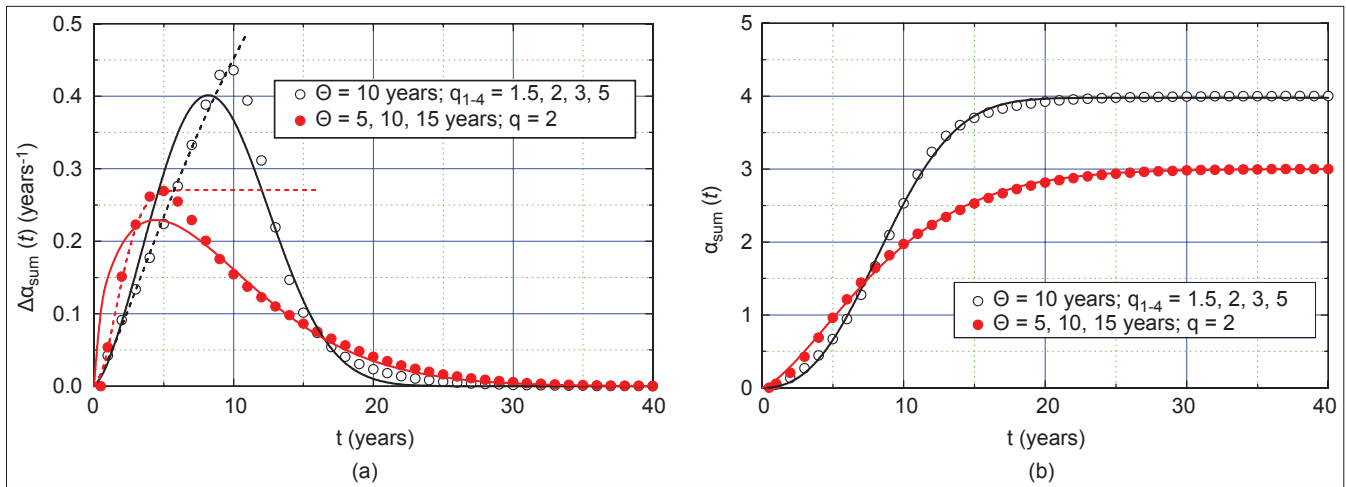 0.5
0.4
0.3
0.2
0.1
0.0
Δα_sum (t) (years⁻¹)
Θ = 10 years; q₁₋₄ = 1.5, 2, 3, 5
Θ = 5, 10, 15 years; q = 2
0 10 20 30 40
t (years)
(a)
5
4
3
2
1
0
α_sum (t)
Θ = 10 years; q₁₋₄ = 1.5, 2, 3, 5
Θ = 5, 10, 15 years; q = 2
0 10 20 30 40
t (years)
(b)